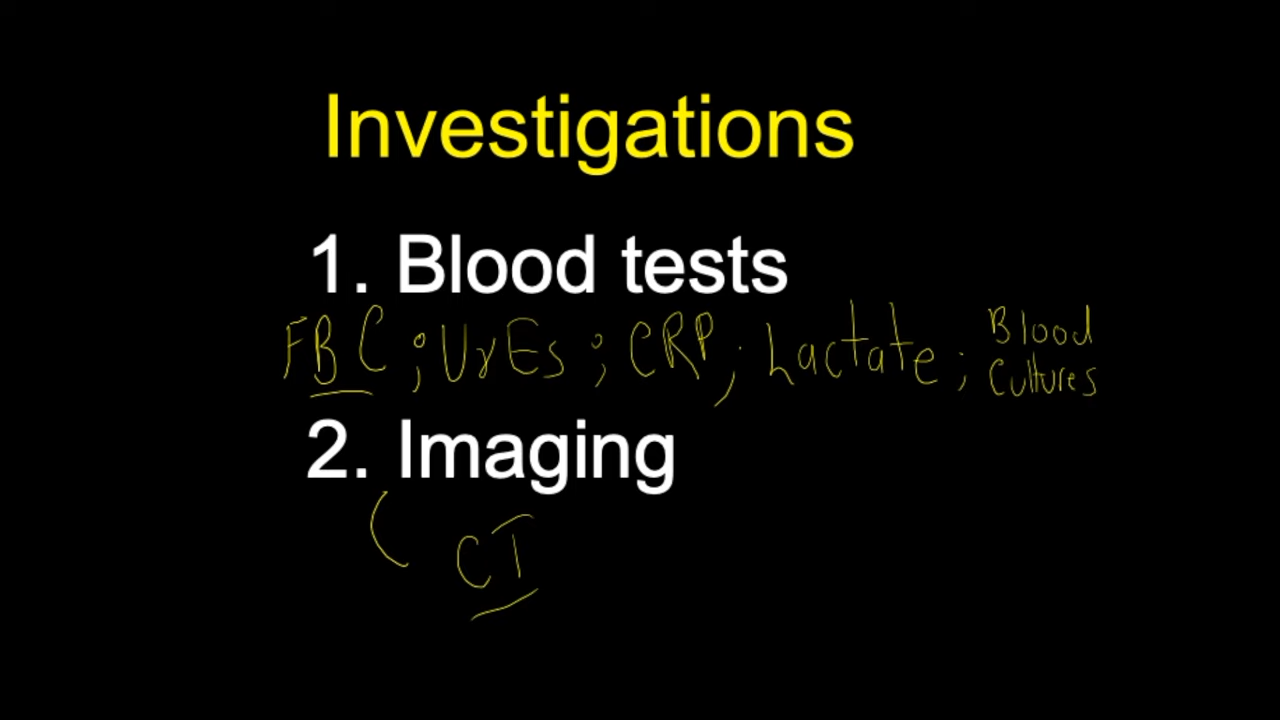 Investigations
1. Blood tests
FBC ; UrEs ; CRP ; Lactate ; Blood Cultures
2. Imaging
CT